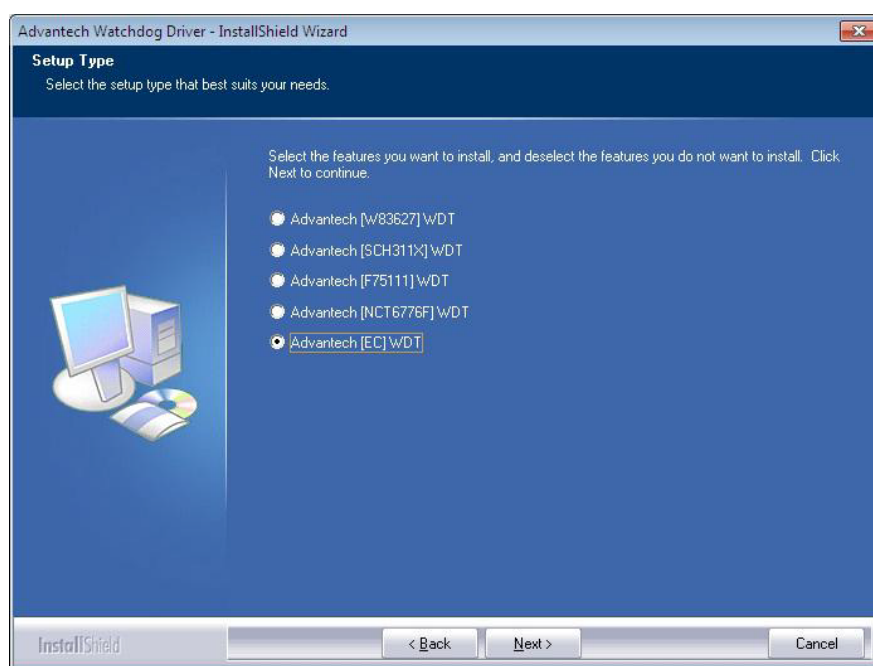 Advantech Watchdog Driver - InstallShield Wizard
Setup Type
Select the setup type that best suits your needs.
Select the features you want to install, and deselect the features you do not want to install. Click
Next to continue.
Advantech [W83627] WDT
Advantech [SCH311X] WDT
Advantech [F75111] WDT
Advantech [NCT6776F] WDT
Advantech [EC] WDT
InstallShield
< Back
Next >
Cancel